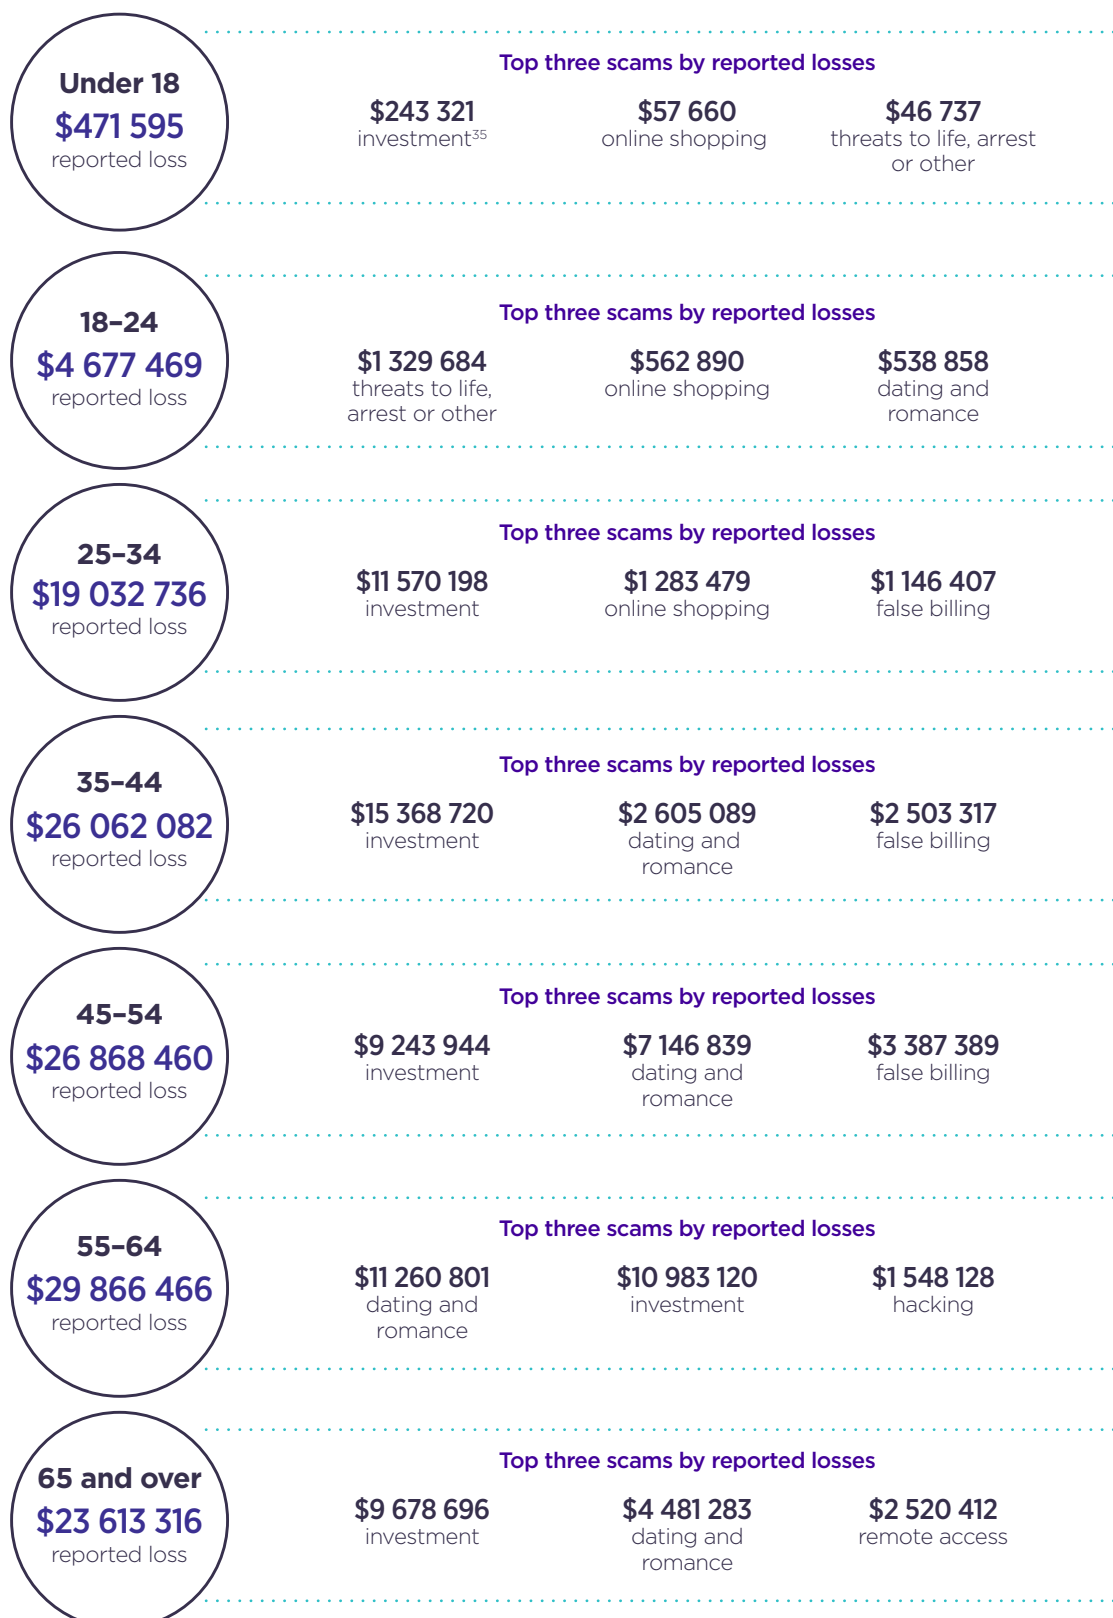 Under 18
$471 595
reported loss
Top three scams by reported losses
$243 321
investment35
$57 660
online shopping
$46 737
threats to life, arrest
or other
18–24
$4 677 469
reported loss
Top three scams by reported losses
$1 329 684
threats to life,
arrest or other
$562 890
online shopping
$538 858
dating and
romance
25–34
$19 032 736
reported loss
Top three scams by reported losses
$11 570 198
investment
$1 283 479
online shopping
$1 146 407
false billing
35–44
$26 062 082
reported loss
Top three scams by reported losses
$15 368 720
investment
$2 605 089
dating and
romance
$2 503 317
false billing
45–54
$26 868 460
reported loss
Top three scams by reported losses
$9 243 944
investment
$7 146 839
dating and
romance
$3 387 389
false billing
55–64
$29 866 466
reported loss
Top three scams by reported losses
$11 260 801
dating and
romance
$10 983 120
investment
$1 548 128
hacking
65 and over
$23 613 316
reported loss
Top three scams by reported losses
$9 678 696
investment
$4 481 283
dating and
romance
$2 520 412
remote access